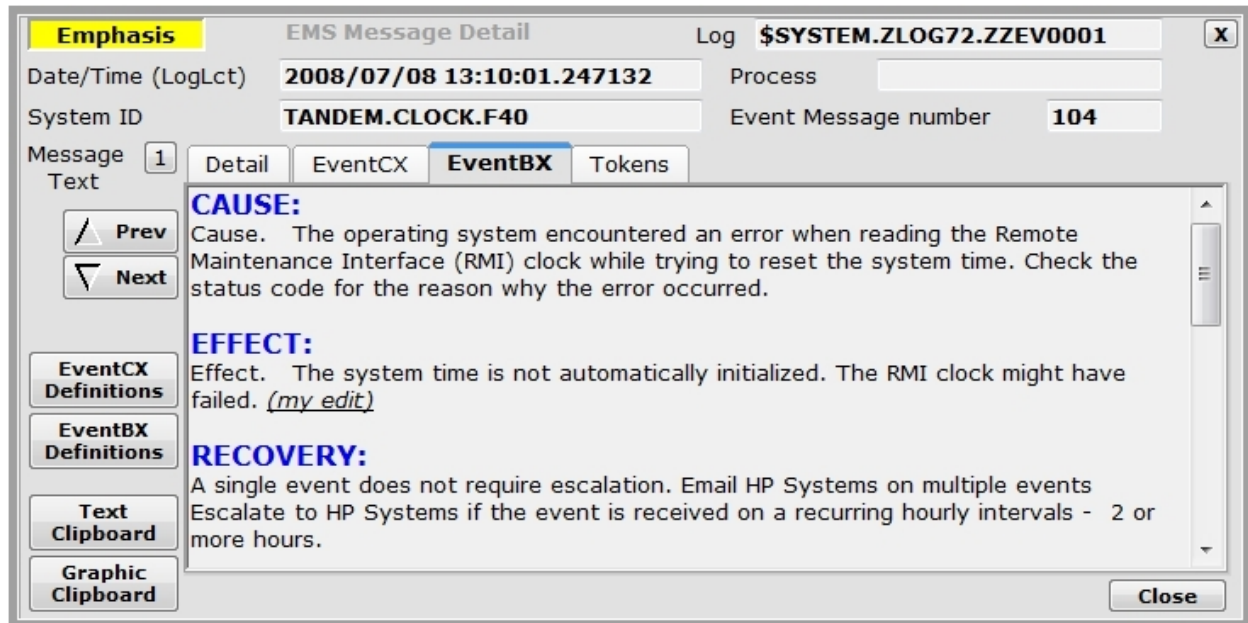 Emphasis EMS Message Detail Log $SYSTEM.ZLOG72.ZZEV0001 X
Date/Time (LogLct) 2008/07/08 13:10:01.247132 Process
System ID TANDEM.CLOCK.F40 Event Message number 104
Message Text 1
Detail EventCX EventBX Tokens
Prev
Next
EventCX
Definitions
EventBX
Definitions
Text
Clipboard
Graphic
Clipboard
CAUSE:
Cause. The operating system encountered an error when reading the Remote
Maintenance Interface (RMI) clock while trying to reset the system time. Check the
status code for the reason why the error occurred.
EFFECT:
Effect. The system time is not automatically initialized. The RMI clock might have
failed. (my edit)
RECOVERY:
A single event does not require escalation. Email HP Systems on multiple events
Escalate to HP Systems if the event is received on a recurring hourly intervals - 2 or
more hours.
Close